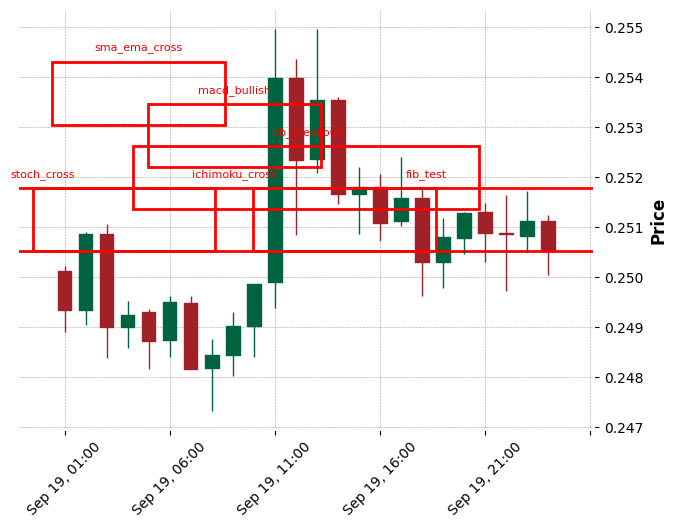 sma_ema_cross
macd_bullish
stoch_cross
ichimoku_cross
fib_test
0.255
0.254
0.253
0.252
0.251
0.250
0.249
0.248
0.247
Price
Sep 19, 01:00
Sep 19, 06:00
Sep 19, 11:00
Sep 19, 16:00
Sep 19, 21:00